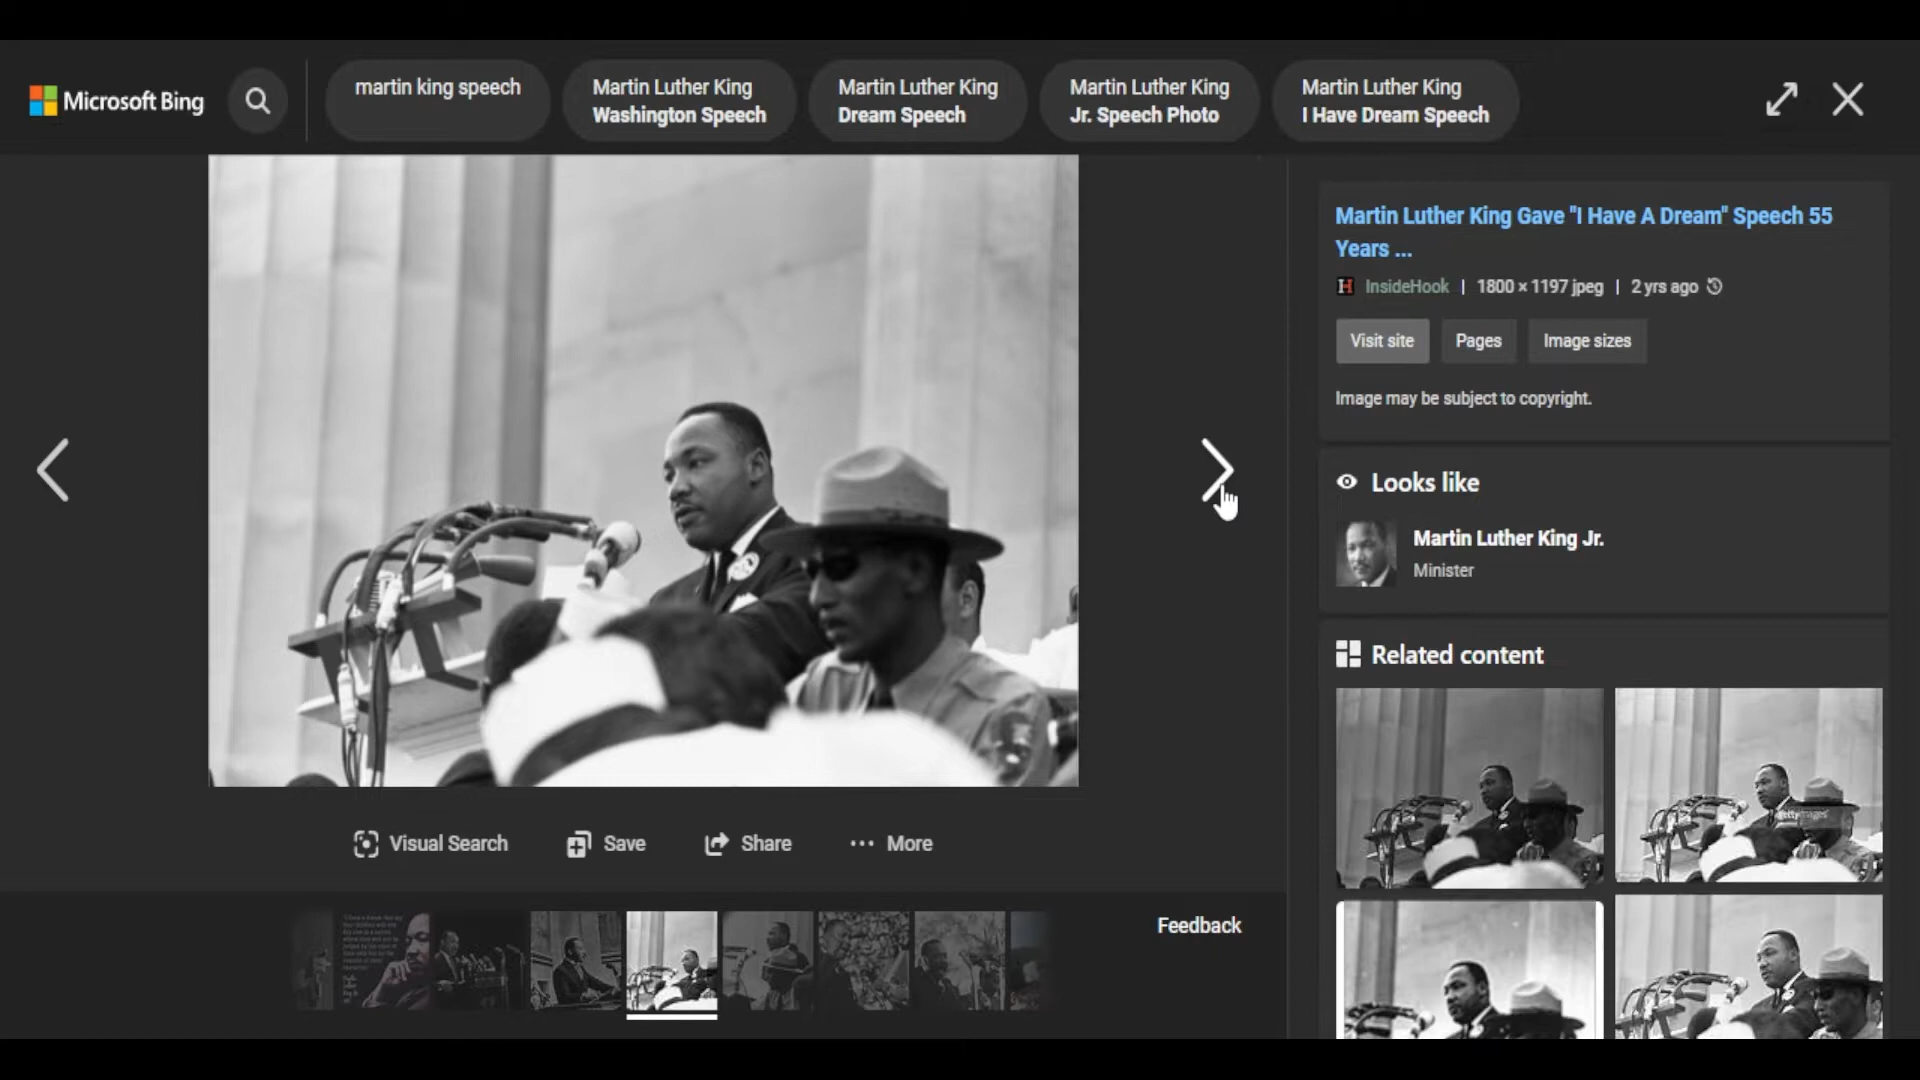 Microsoft Bing
martin king speech
Martin Luther King
Washington Speech
Martin Luther King
Dream Speech
Martin Luther King
Jr. Speech Photo
Martin Luther King
I Have Dream Speech
Martin Luther King Gave "I Have A Dream" Speech 55
Years ...
H InsideHook | 1800 × 1197 jpeg | 2 yrs ago
Visit site
Pages
Image sizes
Image may be subject to copyright.
Looks like
Martin Luther King Jr.
Minister
Related content
gettyimages
Visual Search
Save
Share
More
Feedback